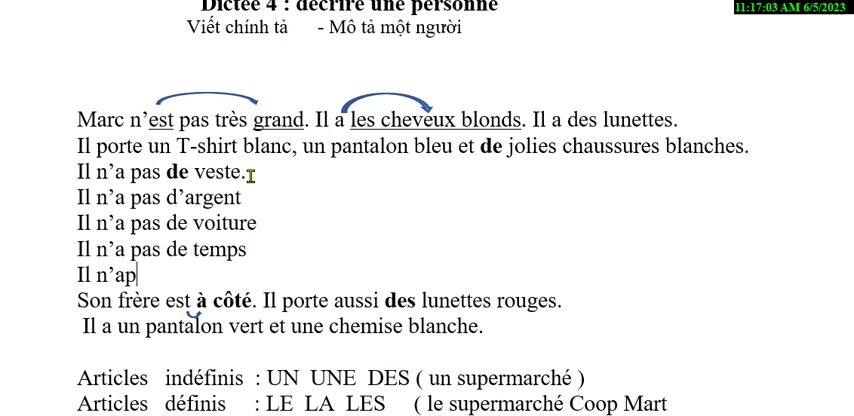 Dictée 4 : décrire une personne
11:17:03 AM 6/5/2023
Viết chính tả - Mô tả một người
Marc n’est pas très grand. Il a les cheveux blonds. Il a des lunettes.
Il porte un T-shirt blanc, un pantalon bleu et de jolies chaussures blanches.
Il n’a pas de veste.
Il n’a pas d’argent
Il n’a pas de voiture
Il n’a pas de temps
Il n’ap
Son frère est à côté. Il porte aussi des lunettes rouges.
Il a un pantalon vert et une chemise blanche.
Articles indéfinis : UN UNE DES ( un supermarché )
Articles définis : LE LA LES ( le supermarché Coop Mart